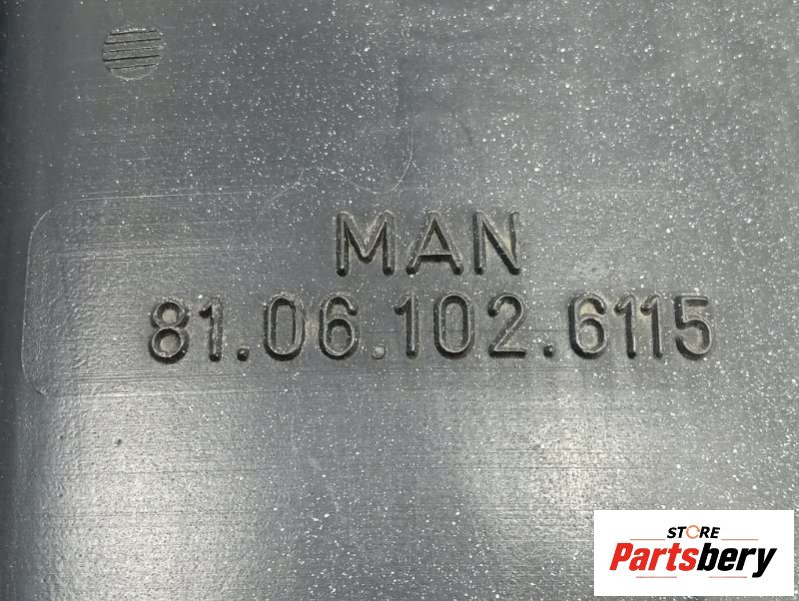 MAN
81.06.102.6115
STORE
Partsbery